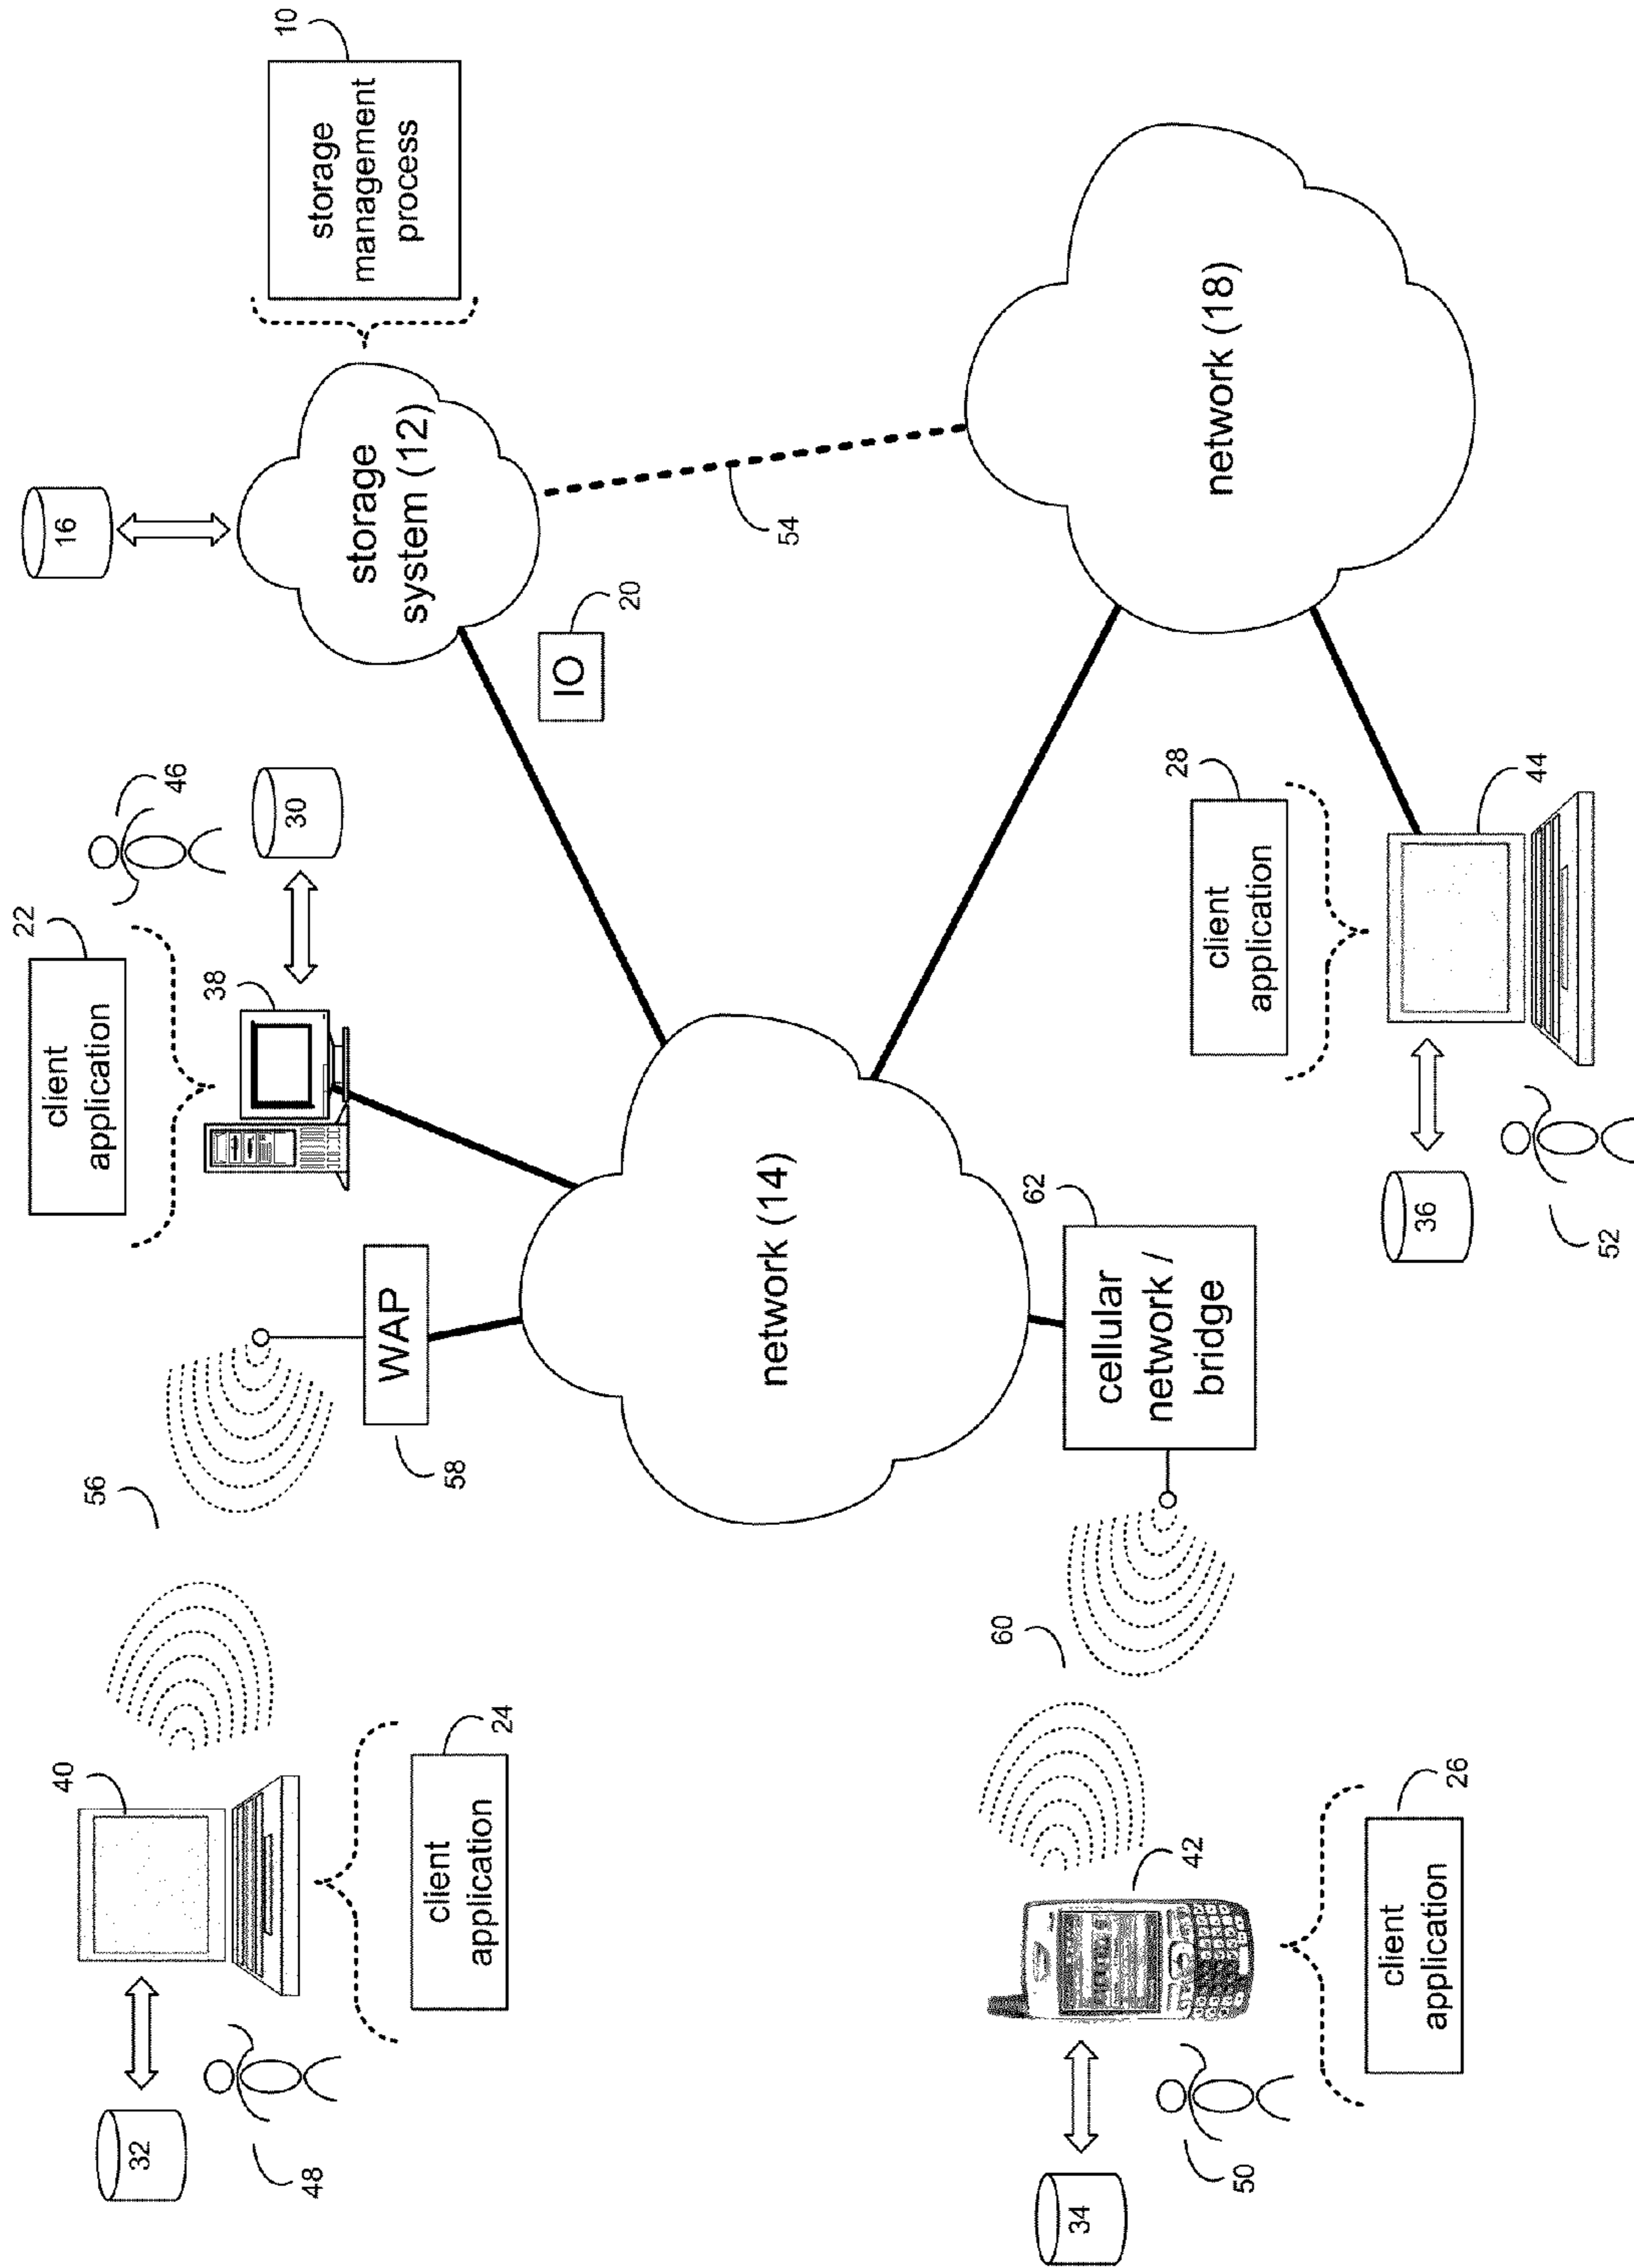 10
storage
management
process
16
storage
system (12)
20
IO
54
network (18)
46
30
22
client
application
38
28
client
application
44
36
52
network (14)
62
cellular
network /
bridge
WAP
58
56
60
40
24
client
application
32
48
42
26
client
application
34
50